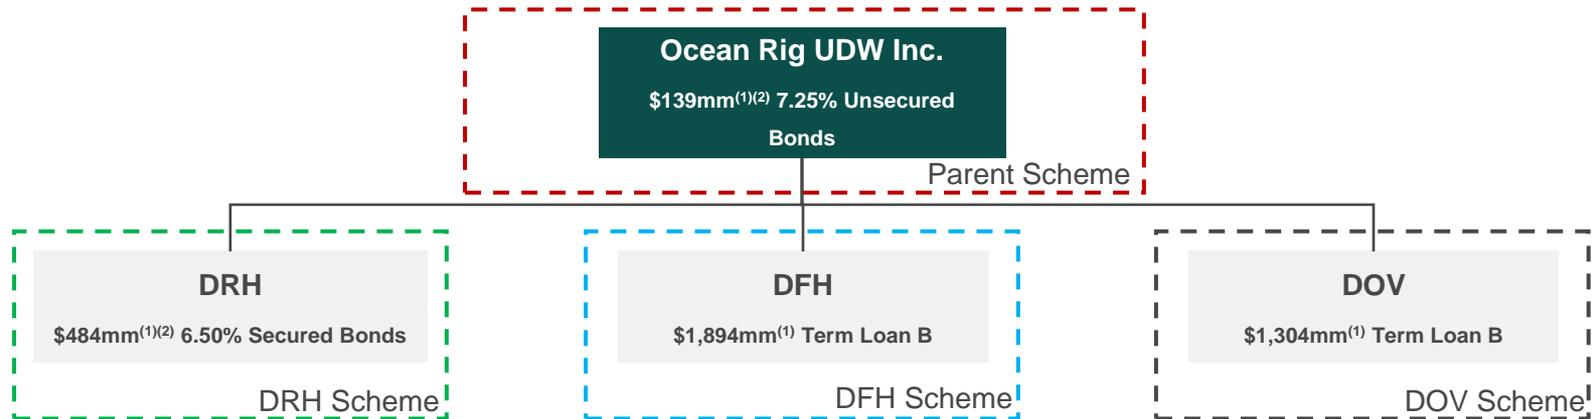 Ocean Rig UDW Inc.
$139mm(1)(2) 7.25% Unsecured
Bonds
Parent Scheme
DRH
$484mm(1)(2) 6.50% Secured Bonds
DRH Scheme
DFH
$1,894mm(1) Term Loan B
DFH Scheme
DOV
$1,304mm(1) Term Loan B
DOV Scheme